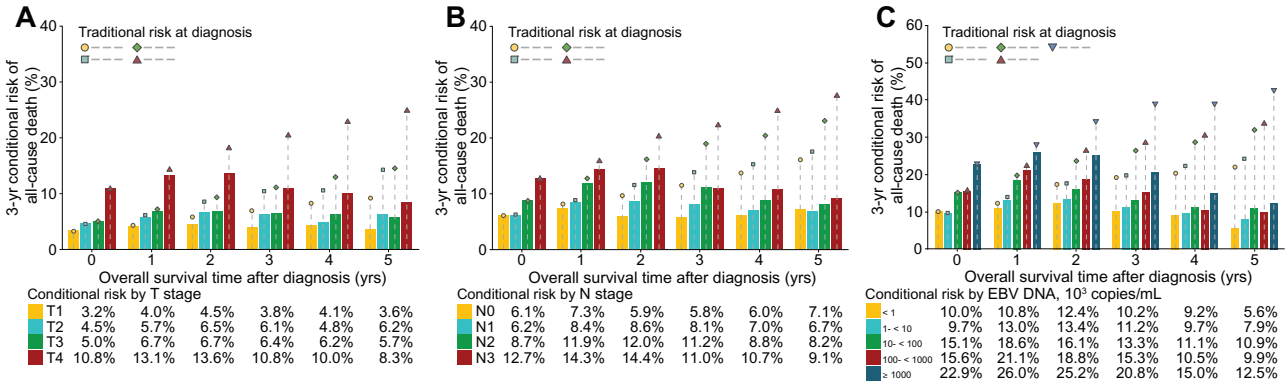 A
3-yr conditional risk of
all-cause death (%)
40
30
20
10
0
Traditional risk at diagnosis
0 1 2 3 4 5
Overall survival time after diagnosis (yrs)
Conditional risk by T stage
T1 3.2% 4.0% 4.5% 3.8% 4.1% 3.6%
T2 4.5% 5.7% 6.5% 6.1% 4.8% 6.2%
T3 5.0% 6.7% 6.7% 6.4% 6.2% 5.7%
T4 10.8% 13.1% 13.6% 10.8% 10.0% 8.3%
B
3-yr conditional risk of
all-cause death (%)
40
30
20
10
0
Traditional risk at diagnosis
0 1 2 3 4 5
Overall survival time after diagnosis (yrs)
Conditional risk by N stage
N0 6.1% 7.3% 5.9% 5.8% 6.0% 7.1%
N1 6.2% 8.4% 8.6% 8.1% 7.0% 6.7%
N2 8.7% 11.9% 12.0% 11.2% 8.8% 8.2%
N3 12.7% 14.3% 14.4% 11.0% 10.7% 9.1%
C
3-yr conditional risk of
all-cause death (%)
60
50
40
30
20
10
0
Traditional risk at diagnosis
0 1 2 3 4 5
Overall survival time after diagnosis (yrs)
Conditional risk by EBV DNA, 10³ copies/mL
< 1 10.0% 10.8% 12.4% 10.2% 9.2% 5.6%
1- < 10 9.7% 13.0% 13.4% 11.2% 9.7% 7.9%
10- < 100 15.1% 18.6% 16.1% 13.3% 11.1% 10.9%
100- < 1000 15.6% 21.1% 18.8% 15.3% 10.5% 9.9%
≥ 1000 22.9% 26.0% 25.2% 20.8% 15.0% 12.5%